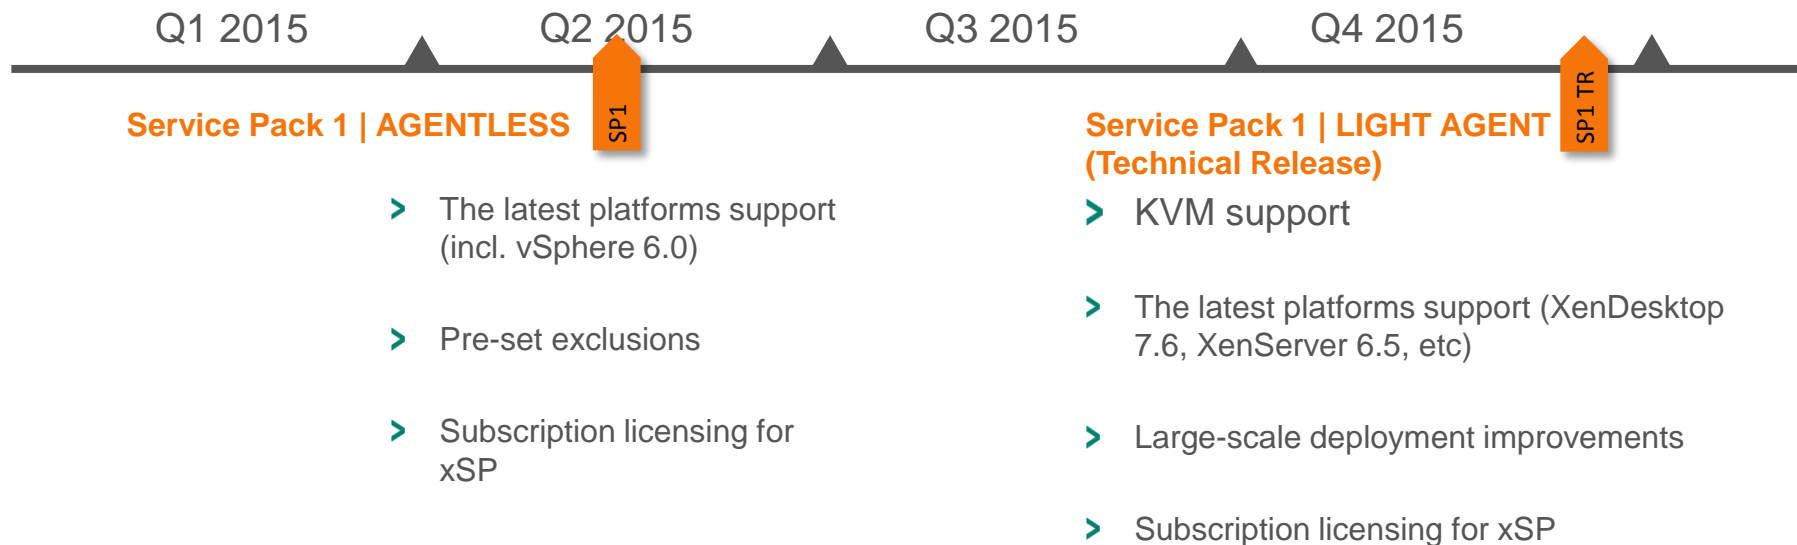 Q1 2015
Q2 2015
Q3 2015
Q4 2015
Service Pack 1 | AGENTLESS
SP1
The latest platforms support
(incl. vSphere 6.0)
Pre-set exclusions
Subscription licensing for
xSP
Service Pack 1 | LIGHT AGENT
(Technical Release)
SP1 TR
KVM support
The latest platforms support (XenDesktop
7.6, XenServer 6.5, etc)
Large-scale deployment improvements
Subscription licensing for xSP